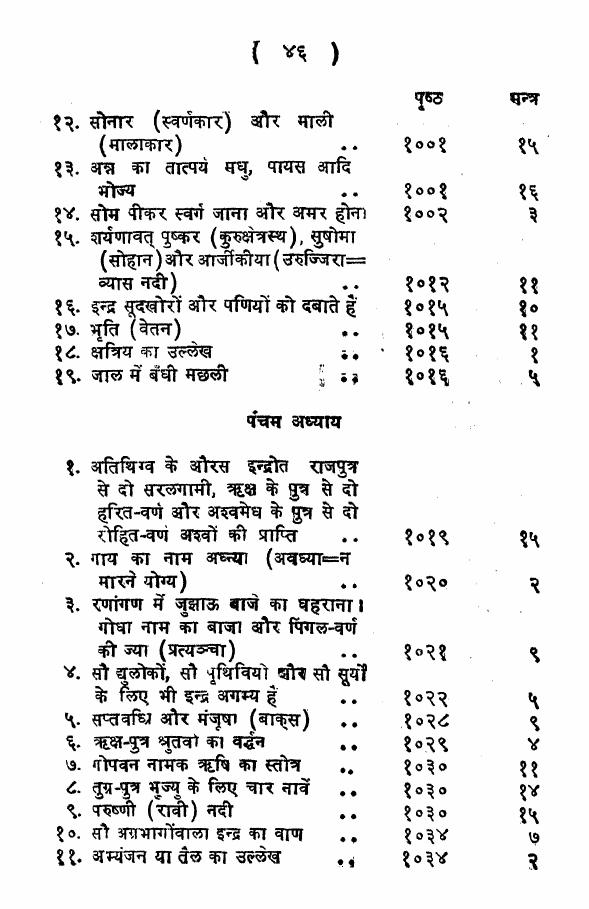 ( ४६ )
पृष्ठ मन्त्र
१२. सोनार (स्वर्णकार) और माली
(मालाकार) .. १००१ १५
१३. अन्न का तात्पर्य मधु, पायस आदि
भोज्य .. १००१ १६
१४. सोम पीकर स्वर्ग जाना और अमर होना १००२ ३
१५. शर्यणावत् पुष्कर (कुरुक्षेत्रस्थ), सुषोमा
(सोहान) और आर्जीकीया (उरुञ्जिरा=
व्यास नदी) .. १०१२ ११
१६. इन्द्र सूदखोरों और पणियों को दबाते हैं १०१५ १०
१७. भृति (वेतन) .. १०१५ ११
१८. क्षत्रिय का उल्लेख .. १०१६ १
१९. जाल में बँधी मछली .. १०१६ ५
पंचम अध्याय
१. अतिथिग्व के औरस इन्द्रोत राजपुत्र
से दो सरलगामी, ऋक्ष के पुत्र से दो
हरित-वर्ण और अश्वमेध के पुत्र से दो
रोहित-वर्ण अश्वों की प्राप्ति .. १०१९ १५
२. गाय का नाम अघ्न्या (अवध्या=न
मारने योग्य) .. १०२० २
३. रणांगण में जुझाऊ बाजे का घहराना।
गोधा नाम का बाजा और पिंगल-वर्ण
की ज्या (प्रत्यञ्चा) .. १०२१ ९
४. सौ द्युलोकों, सौ पृथिवियों और सौ सूर्यों
के लिए भी इन्द्र अगम्य हैं .. १०२२ ५
५. सप्तवध्रि और मंजूषा (बाक्स) .. १०२८ ९
६. ऋक्ष-पुत्र श्रुतर्वा का वर्द्धन .. १०२९ ४
७. गोपवन नामक ऋषि का स्तोत्र .. १०३० ११
८. तुग्र-पुत्र भुज्यु के लिए चार नावें .. १०३० १४
९. परुष्णी (रावी) नदी .. १०३० १५
१०. सौ अग्रभागोंवाला इन्द्र का वाण .. १०३४ ७
११. अभ्यंजन या तैल का उल्लेख .. १०३४ २